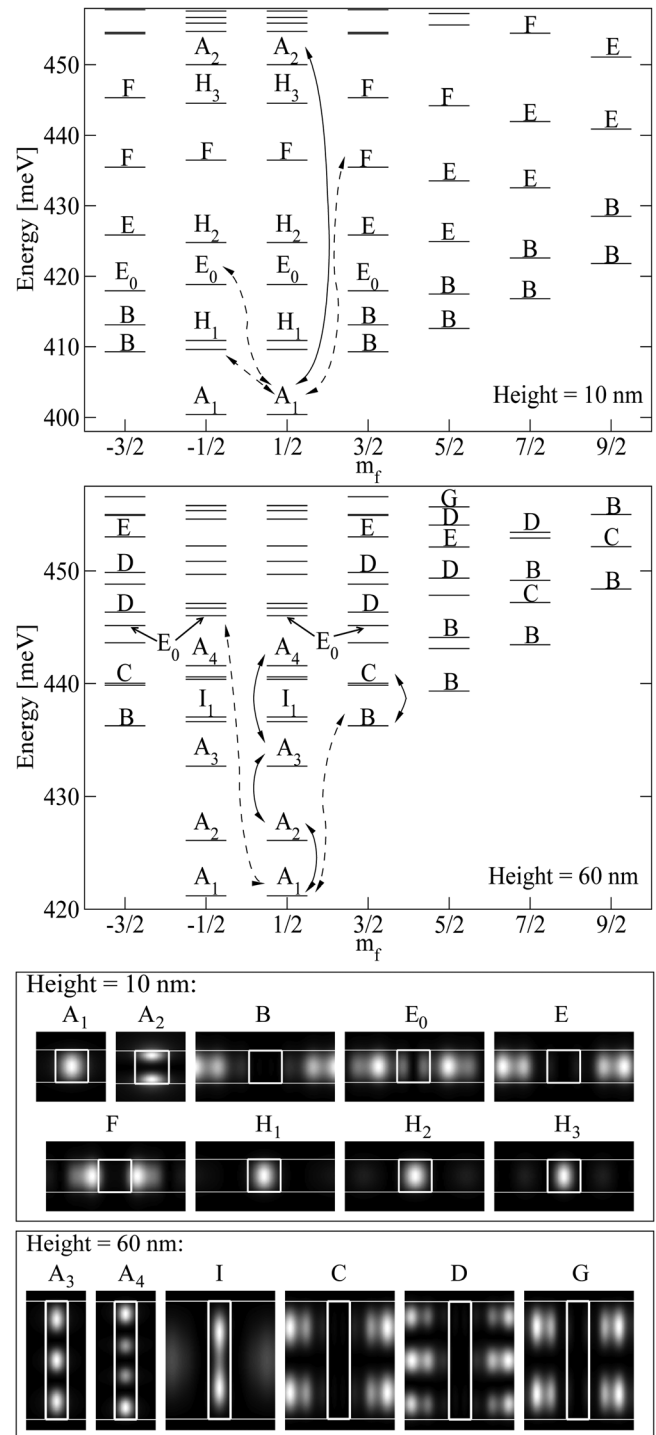 F
A₂ A₂ E
450
F H₃ H₃ F F
E E
440
F F F
F E E
430
B
E H₂ H₂ E E
B B
E₀ E₀ E₀ E₀
420
B B
B H₁ H₁ B B
410
B B
A₁ A₁
400
Height = 10 nm
Energy [meV]
-3/2 -1/2 1/2 3/2 5/2 7/2 9/2
m_f
G B
D D
E E E C
D D D B B
450
D D C
E₀ E₀ B B
A₄ A₄
C C B
440
I₁ I₁
B B
A₃ A₃
430
A₂ A₂
A₁ A₁
420
Height = 60 nm
Energy [meV]
-3/2 -1/2 1/2 3/2 5/2 7/2 9/2
m_f
Height = 10 nm:
A₁ A₂ B E₀ E
F H₁ H₂ H₃
Height = 60 nm:
A₃ A₄ I C D G